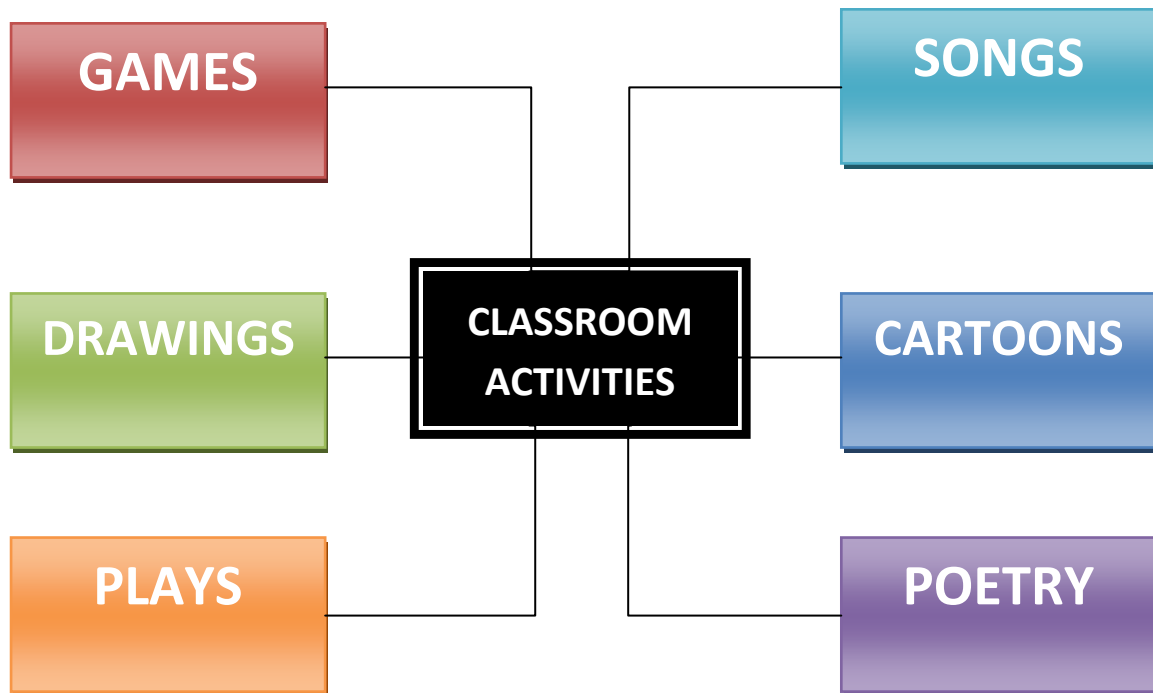 GAMES
SONGS
CLASSROOM
ACTIVITIES
DRAWINGS
CARTOONS
PLAYS
POETRY